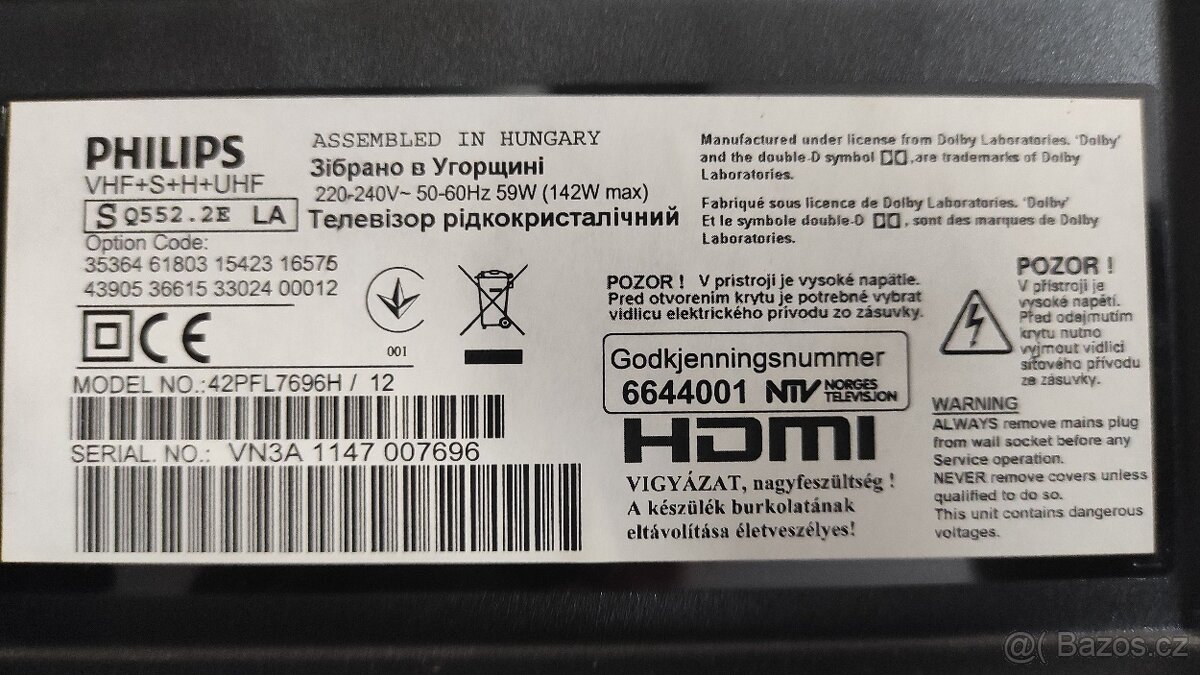 PHILIPS
VHF+S+H+UHF
S Q552.2E LA
Option Code:
35364 61803 15423 16575
43905 36615 33024 00012
ASSEMBLED IN HUNGARY
Зібрано в Угорщині
220-240V~ 50-60Hz 59W (142W max)
Телевізор рідкокристалічний
CE
001
MODEL NO.:42PFL7696H / 12
SERIAL. NO.: VN3A 1147 007696
Manufactured under license from Dolby Laboratories. 'Dolby'
and the double-D symbol ,are trademarks of Dolby
Laboratories.
Fabriqué sous licence de Dolby Laboratories. 'Dolby'
Et le symbole double-D , sont des marques de Dolby
Laboratories.
POZOR ! V pristroji je vysoké napätie.
Pred otvorením krytu je potrebné vybrat
vidlicu elektrického prívodu zo zásuvky.
Godkjenningsnummer
6644001 NTV NORGES
TELEVISJON
HDMI
VIGYÁZAT, nagyfeszültség !
A készülék burkolatának
eltávolítása életveszélyes!
POZOR !
V přístroji je
vysoké napětí.
Před odejmutím
krytu nutno
vyjmout vidlici
síťového přívodu
ze zásuvky.
WARNING
ALWAYS remove mains plug
from wall socket before any
Service operation.
NEVER remove covers unless
qualified to do so.
This unit contains dangerous
voltages.
@( Bazos.cz